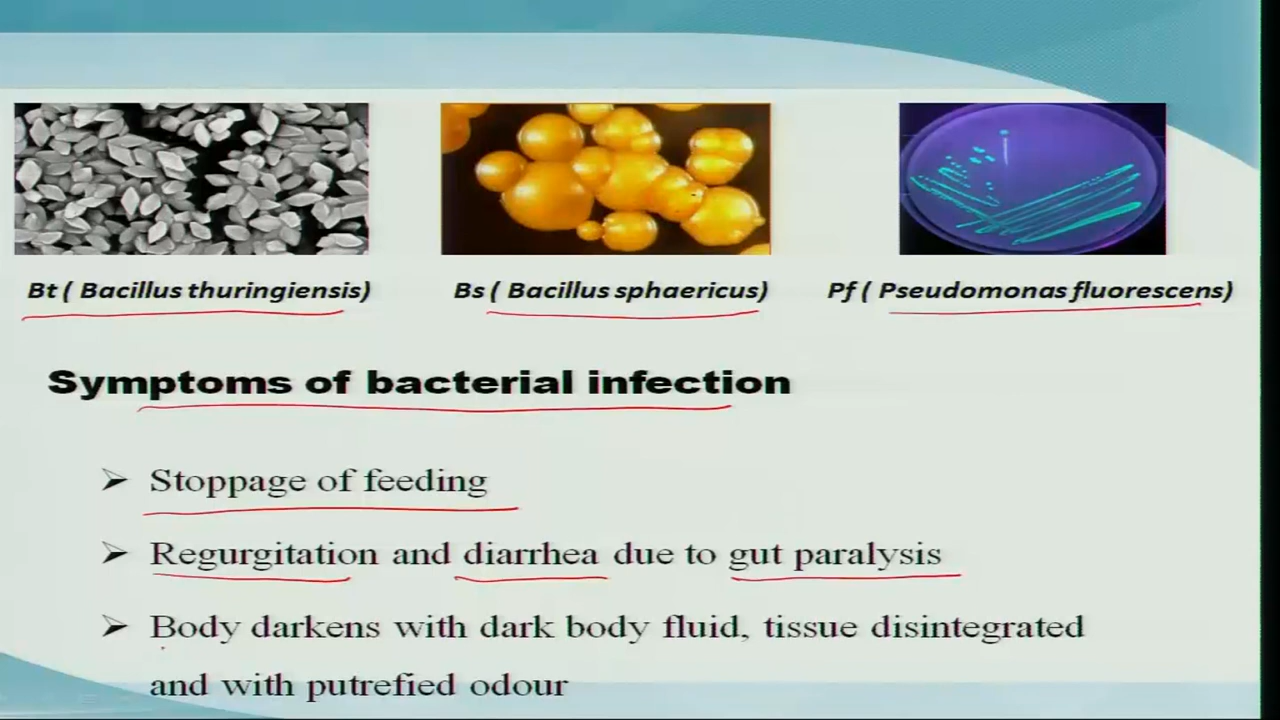 Bt ( Bacillus thuringiensis) Bs ( Bacillus sphaericus) Pf ( Pseudomonas fluorescens)
Symptoms of bacterial infection
Stoppage of feeding
Regurgitation and diarrhea due to gut paralysis
Body darkens with dark body fluid, tissue disintegrated
and with putrefied odour